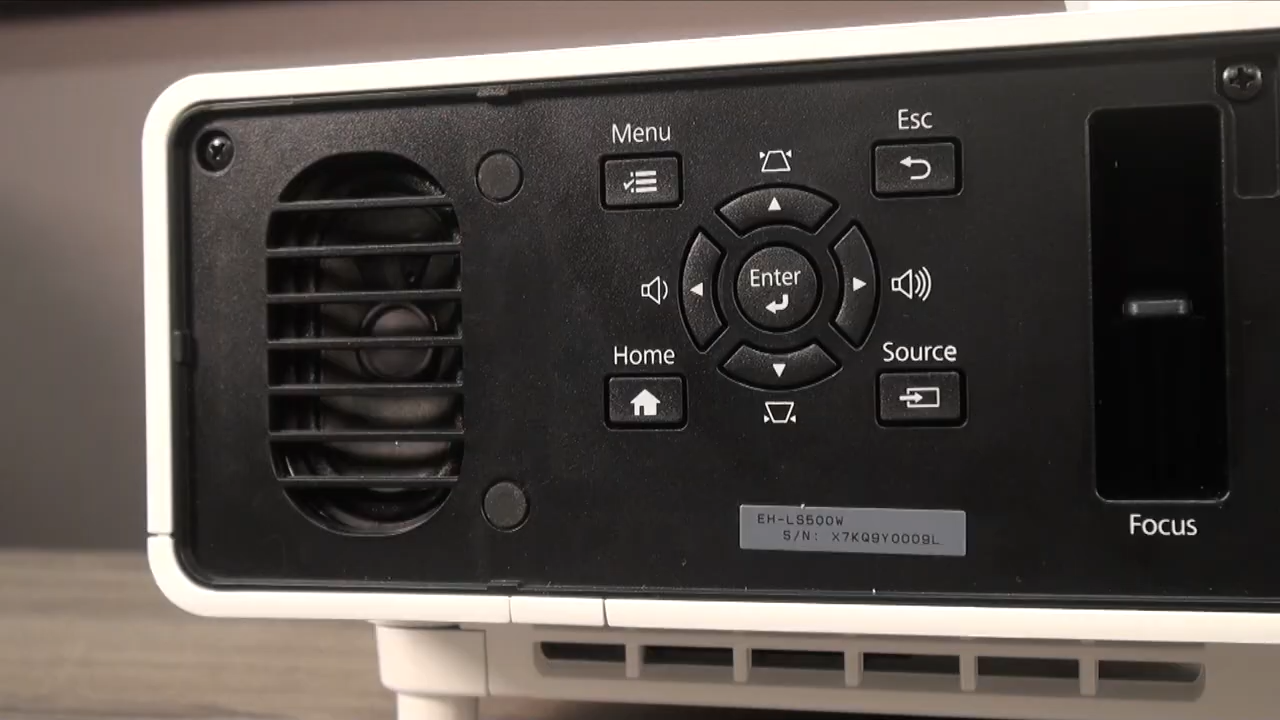 Menu
Esc
Enter
Home
Source
EH-LS500W
S/N: X7KQ9Y0009L
Focus